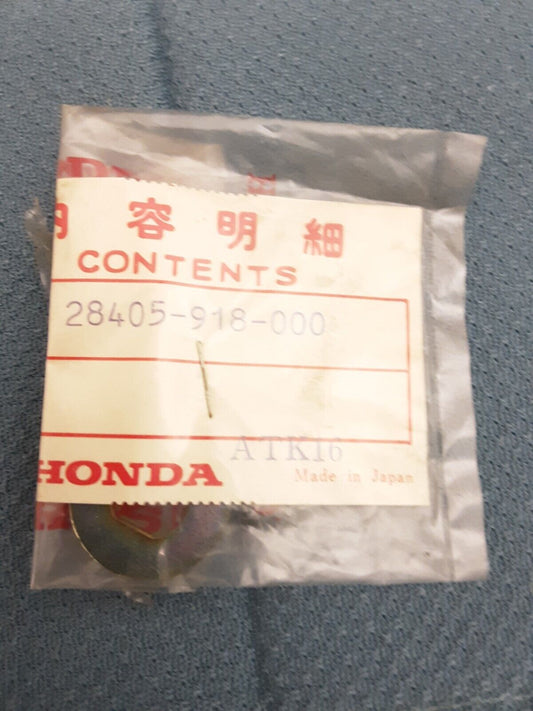 内容明細
CONTENTS
28405-918-000
ATK16
HONDA
Made in Japan